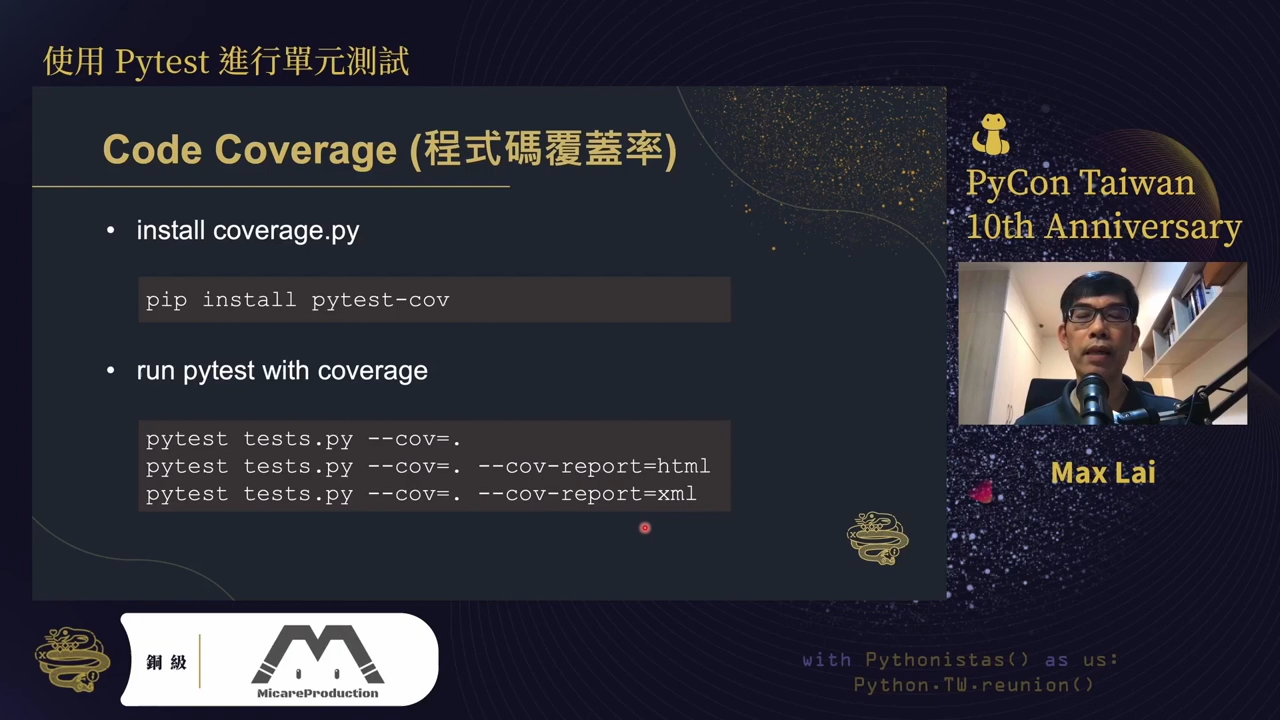 使用 Pytest 進行單元測試
Code Coverage (程式碼覆蓋率)
• install coverage.py
pip install pytest-cov
• run pytest with coverage
pytest tests.py --cov=.
pytest tests.py --cov=. --cov-report=html
pytest tests.py --cov=. --cov-report=xml
PyCon Taiwan
10th Anniversary
Max Lai
銅級
MicareProduction
with Pythonistas() as us:
Python.TW.reunion()